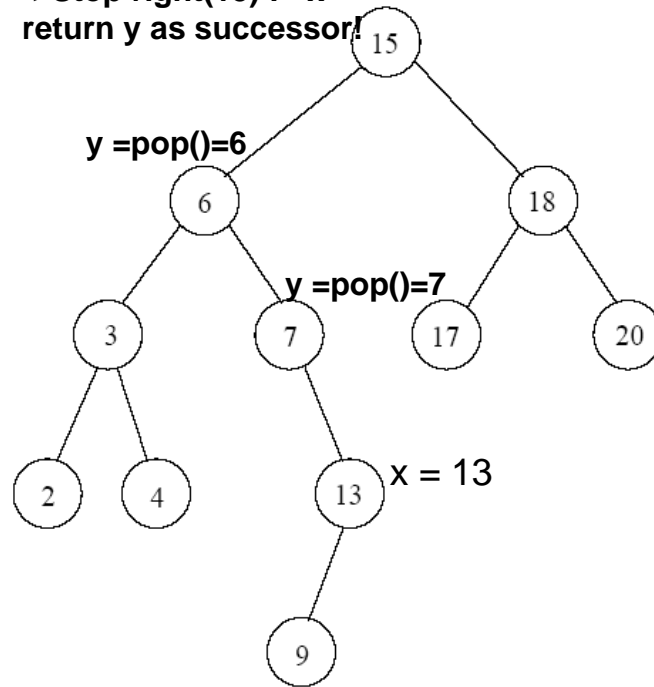 return y as successor!
15
y =pop()=6
6
18
y =pop()=7
3
7
17
20
x = 13
2
4
13
9